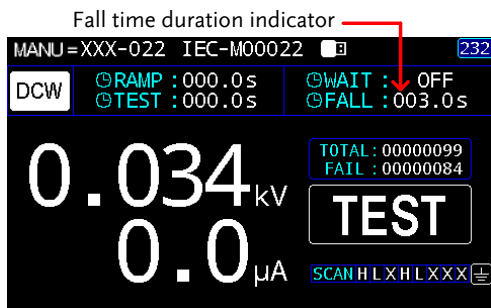 Fall time duration indicator
MANU=XXX-022 IEC-M00022 232
DCW RAMP :000.0s WAIT : OFF
TEST :000.0s FALL :003.0s
0.034kV
TOTAL:00000099
FAIL :00000084
TEST
0.0µA
SCAN H L X H L X X X